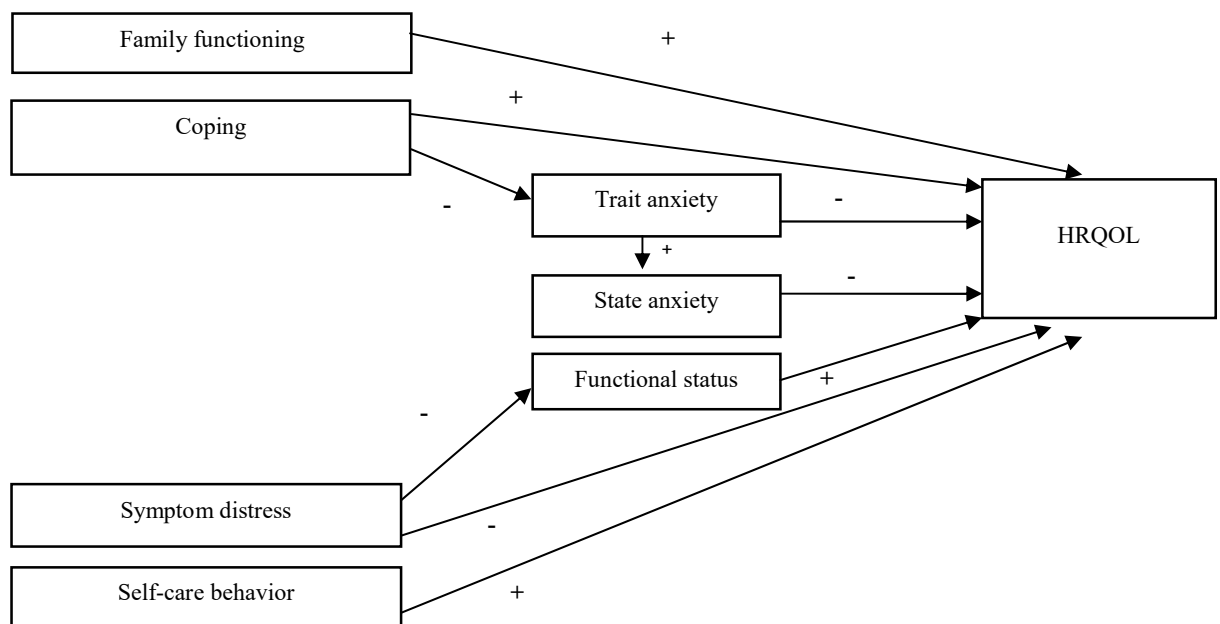 Family functioning
+
+
Coping
-
Trait anxiety
-
HRQOL
+
State anxiety
-
Functional status
+
-
Symptom distress
-
Self-care behavior
+